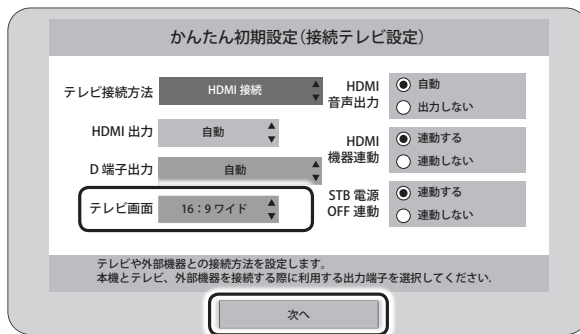 かんたん初期設定(接続テレビ設定)
テレビ接続方法
HDMI 接続
HDMI 出力
自動
D 端子出力
自動
テレビ画面
16:9 ワイド
HDMI
音声出力
自動
出力しない
HDMI
機器連動
連動する
連動しない
STB 電源
OFF 連動
連動する
連動しない
テレビや外部機器との接続方法を設定します。
本機とテレビ、外部機器を接続する際に利用する出力端子を選択してください.
次へ